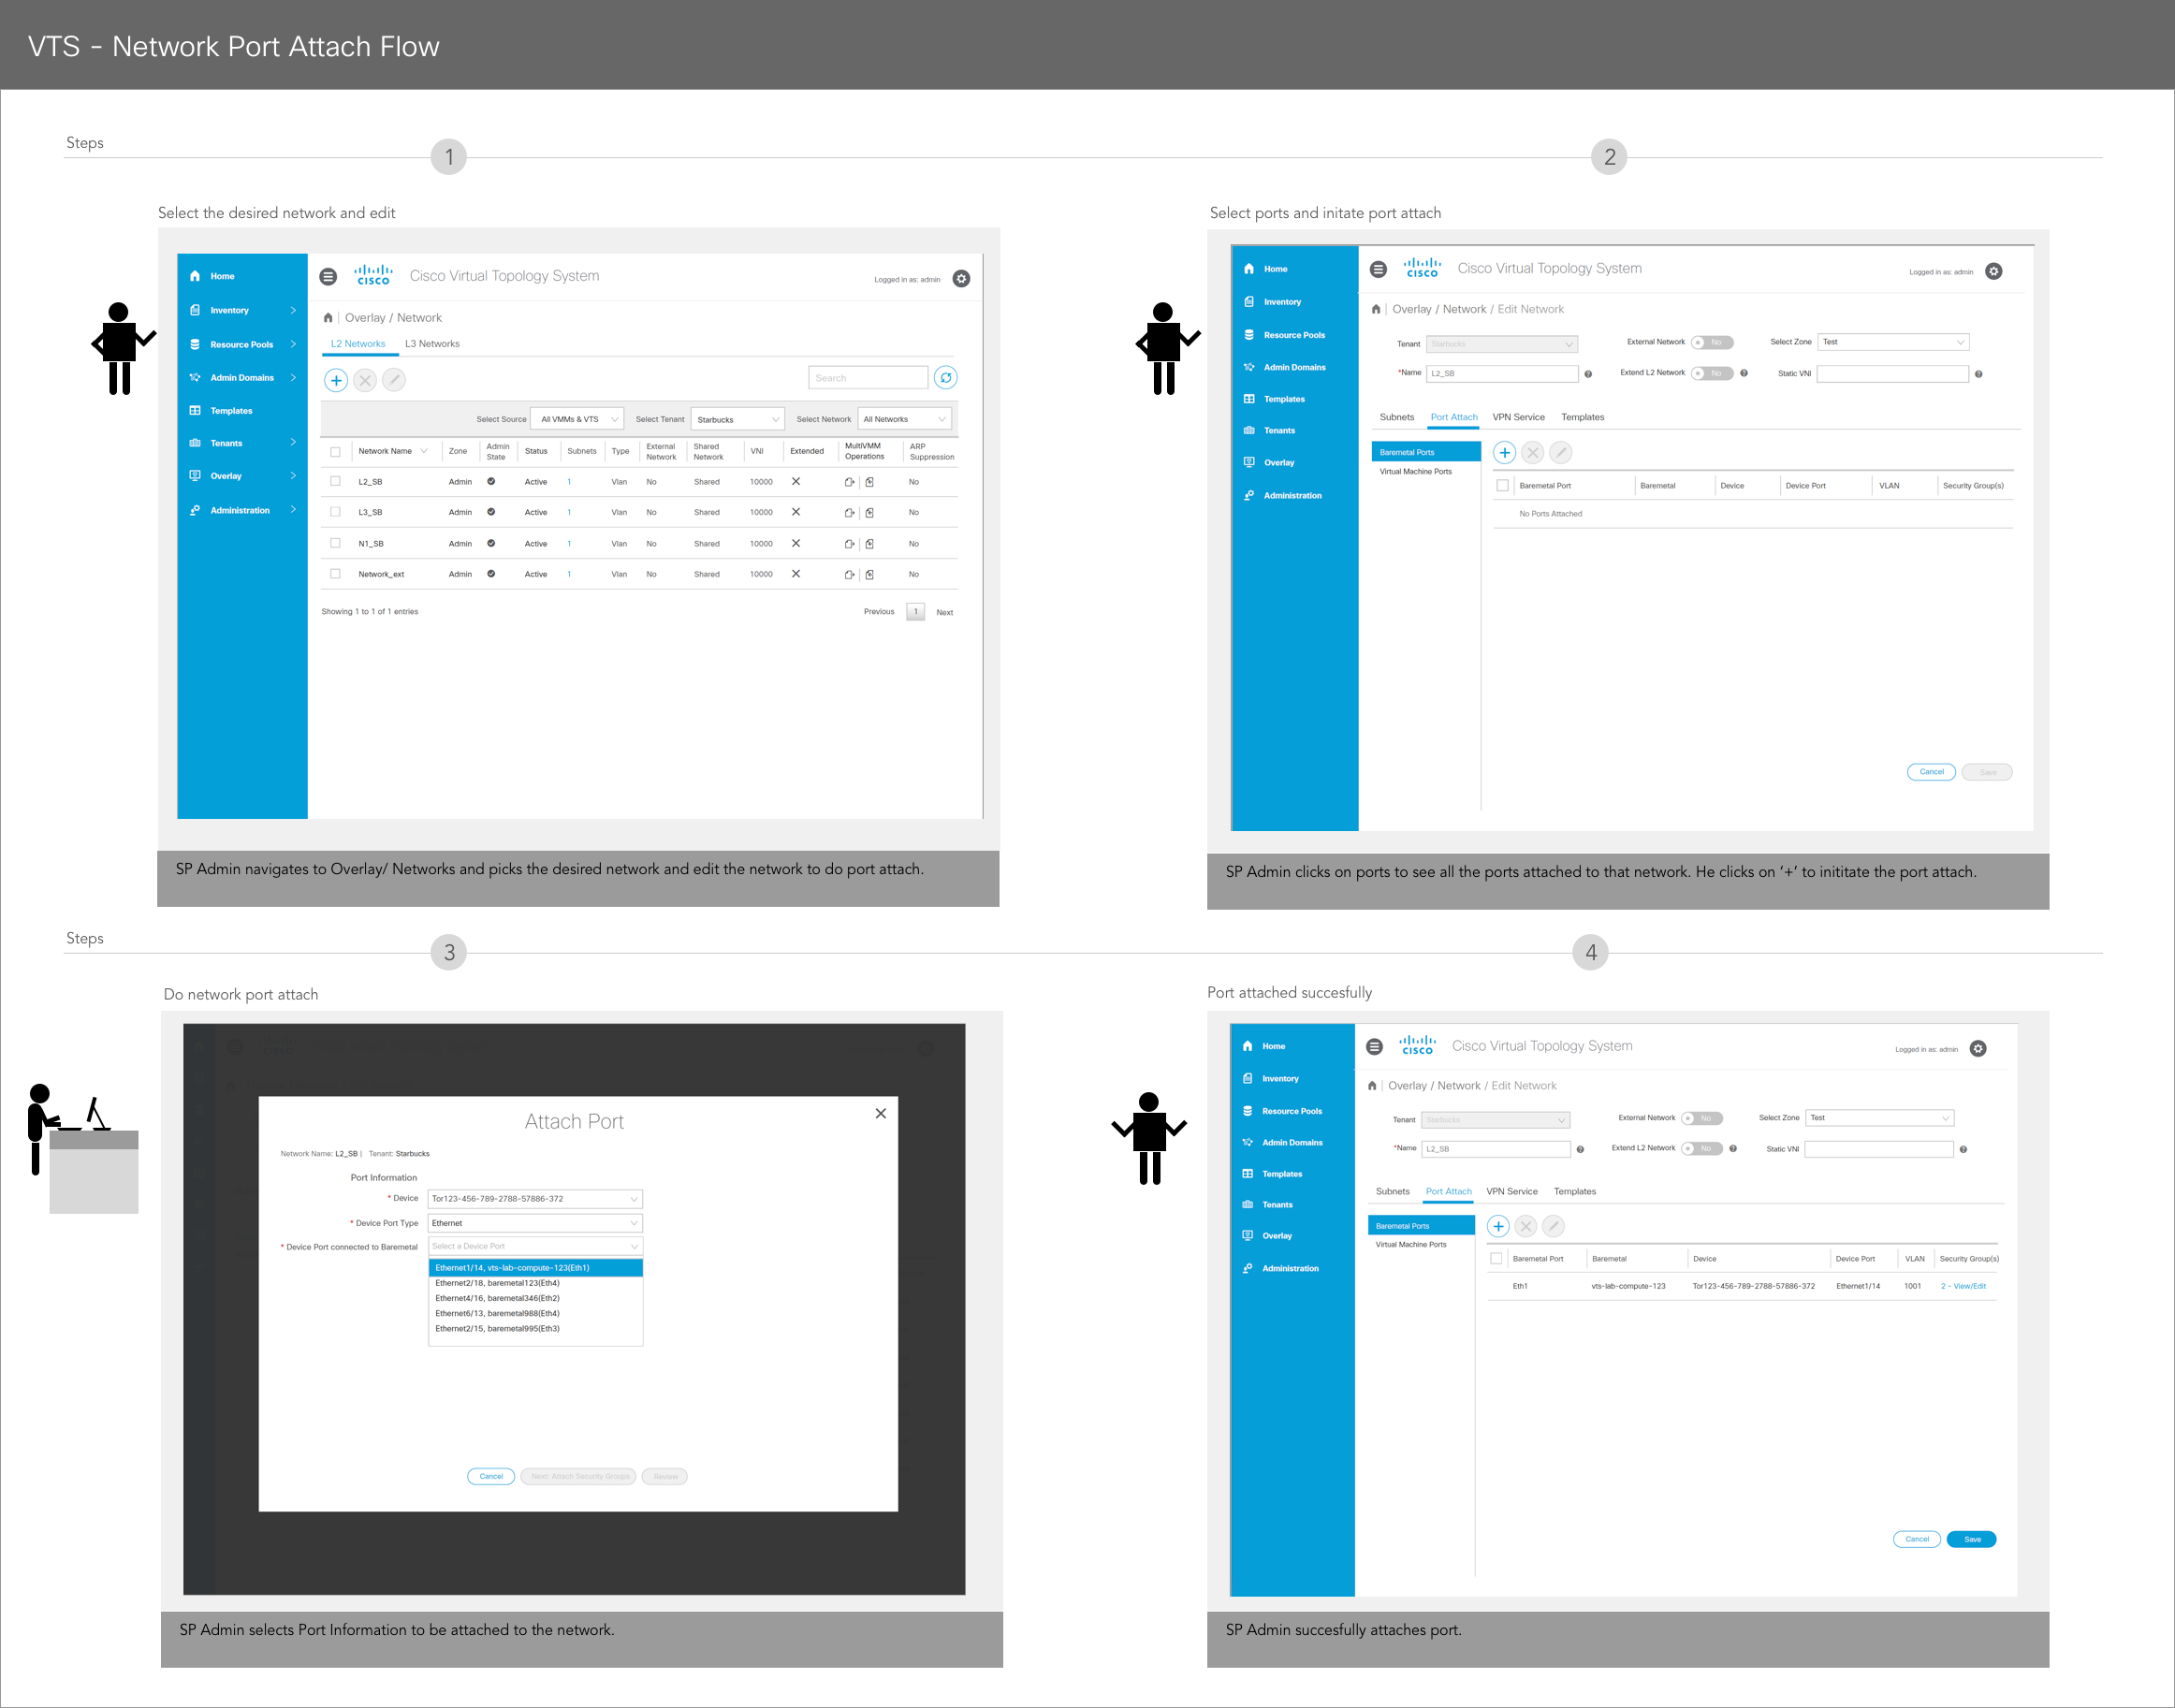 VTS - Network Port Attach Flow
Steps
1
2
Select the desired network and edit
Home
Inventory
Resource Pools
Admin Domains
Templates
Tenants
Overlay
Administration
CISCO
Cisco Virtual Topology System
Logged in as: admin
Overlay / Network
L2 Networks L3 Networks
Search
Select Source All VMMs & VTS Select Tenant Starbucks Select Network All Networks
Network Name Zone Admin State Status Subnets Type External Network Shared Network VNI Extended MultiVMM Operations ARP Suppression
L2_SB Admin Active 1 Vlan No Shared 10000 No
L3_SB Admin Active 1 Vlan No Shared 10000 No
N1_SB Admin Active 1 Vlan No Shared 10000 No
Network_ext Admin Active 1 Vlan No Shared 10000 No
Showing 1 to 1 of 1 entries Previous 1 Next
SP Admin navigates to Overlay/ Networks and picks the desired network and edit the network to do port attach.
Select ports and initate port attach
Home
Inventory
Resource Pools
Admin Domains
Templates
Tenants
Overlay
Administration
CISCO
Cisco Virtual Topology System
Logged in as: admin
Overlay / Network / Edit Network
Tenant Starbucks External Network No Select Zone Test
*Name L2_SB Extend L2 Network No Static VNI
Subnets Port Attach VPN Service Templates
Baremetal Ports
Virtual Machine Ports
Baremetal Port Baremetal Device Device Port VLAN Security Group(s)
No Ports Attached
Cancel Save
SP Admin clicks on ports to see all the ports attached to that network. He clicks on ‘+’ to inititate the port attach.
Steps
3
4
Do network port attach
Attach Port
Network Name: L2_SB | Tenant: Starbucks
Port Information
* Device Tor123-456-789-2788-57886-372
* Device Port Type Ethernet
* Device Port connected to Baremetal Select a Device Port
Ethernet1/14, vts-lab-compute-123(Eth1)
Ethernet2/18, baremetal123(Eth4)
Ethernet4/16, baremetal346(Eth2)
Ethernet6/13, baremetal988(Eth4)
Ethernet2/15, baremetal995(Eth3)
Cancel Next: Attach Security Groups Review
SP Admin selects Port Information to be attached to the network.
Port attached succesfully
Home
Inventory
Resource Pools
Admin Domains
Templates
Tenants
Overlay
Administration
CISCO
Cisco Virtual Topology System
Logged in as: admin
Overlay / Network / Edit Network
Tenant Starbucks External Network No Select Zone Test
*Name L2_SB Extend L2 Network No Static VNI
Subnets Port Attach VPN Service Templates
Baremetal Ports
Virtual Machine Ports
Baremetal Port Baremetal Device Device Port VLAN Security Group(s)
Eth1 vts-lab-compute-123 Tor123-456-789-2788-57886-372 Ethernet1/14 1001 2 - View/Edit
Cancel Save
SP Admin succesfully attaches port.